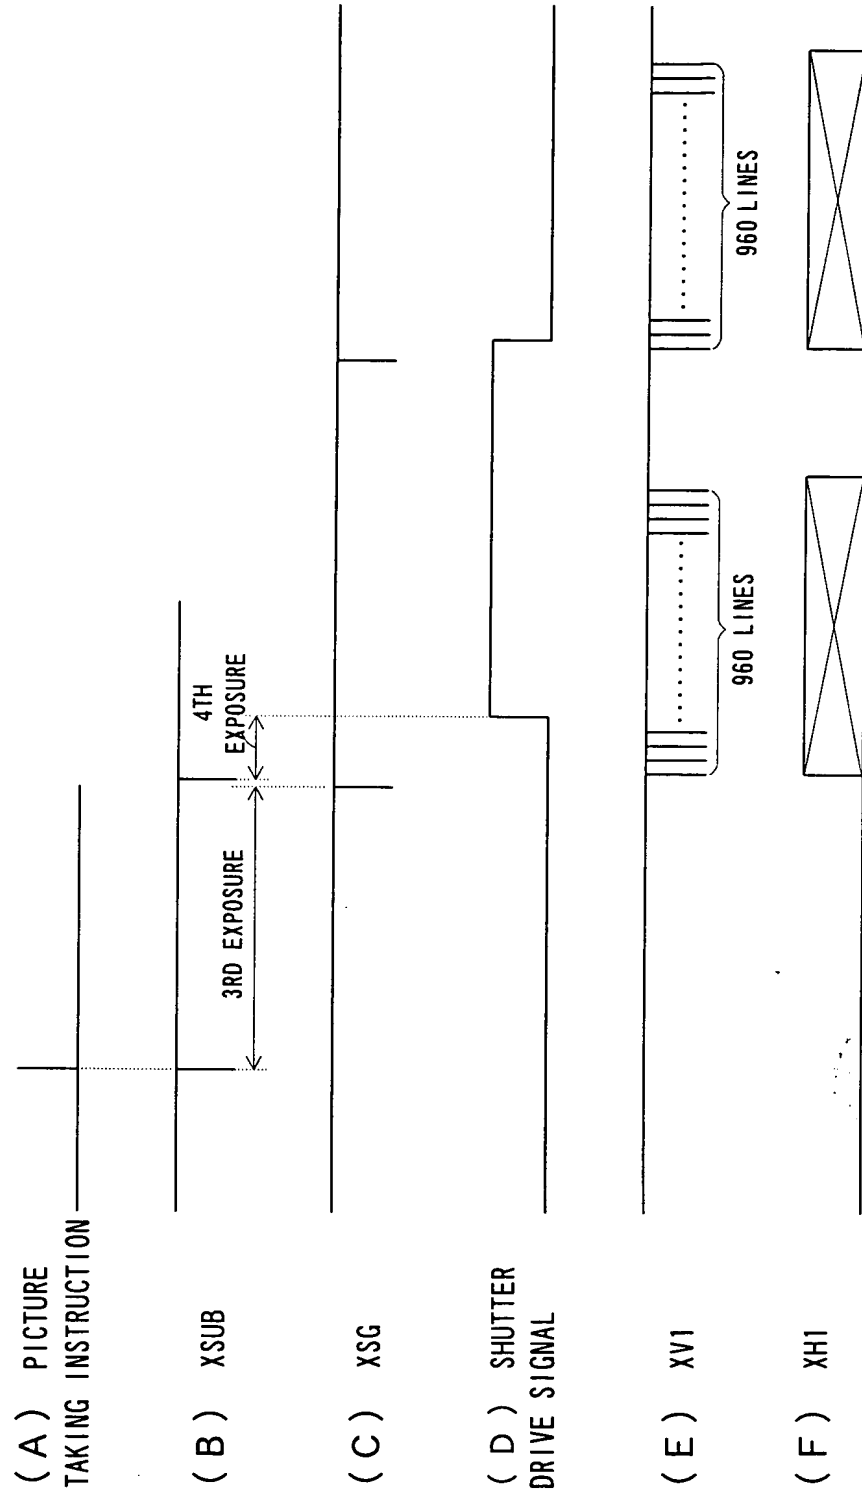 (A) PICTURE
TAKING INSTRUCTION
(B) XSUB
3RD EXPOSURE
4TH
EXPOSURE
(C) XSG
(D) SHUTTER
DRIVE SIGNAL
(E) XV1
960 LINES
960 LINES
(F) XH1